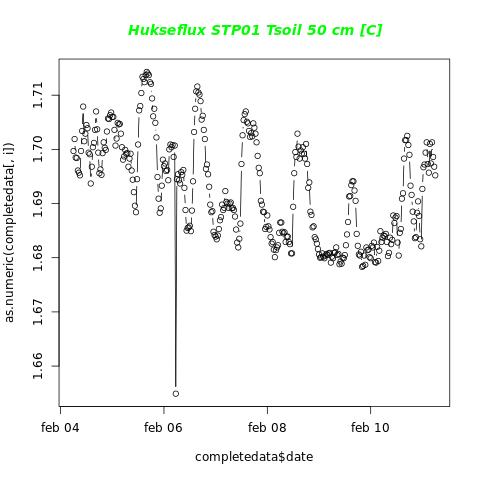 Hukseflux STP01 Tsoil 50 cm [C]
as.numeric(completedata[, i])
1.71
1.70
1.69
1.68
1.67
1.66
feb 04 feb 06 feb 08 feb 10
completedata$date